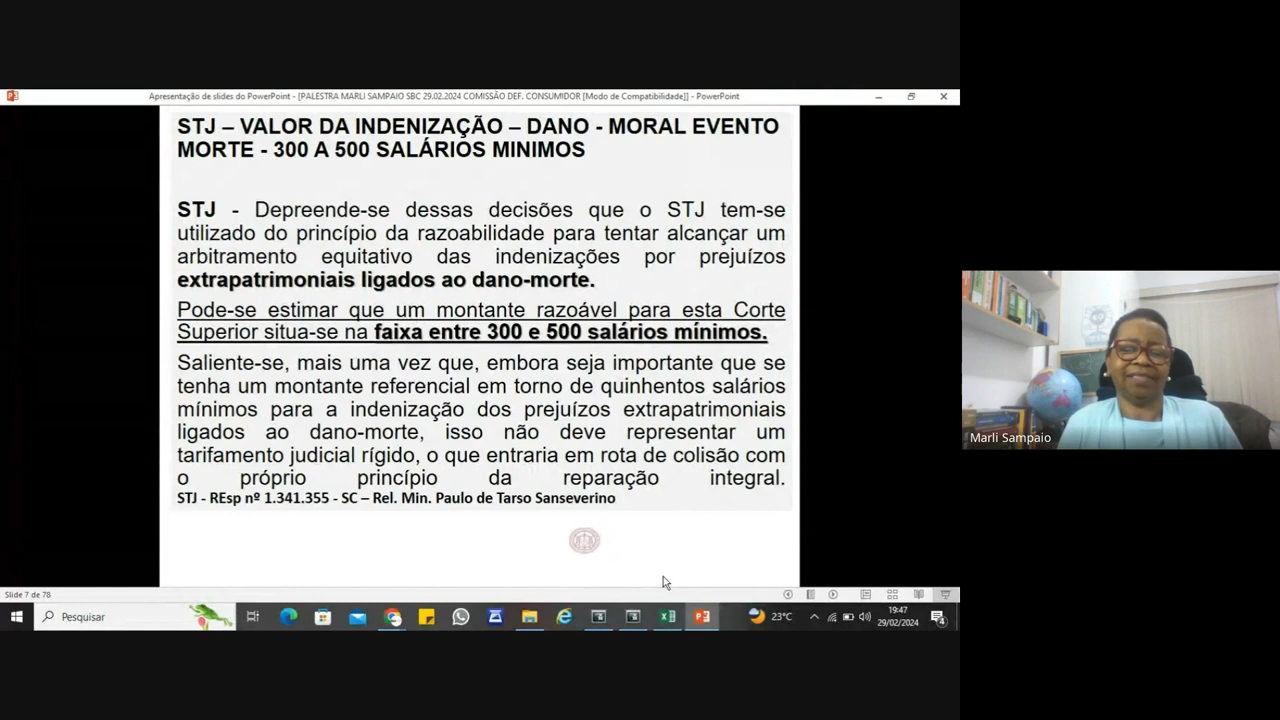 Apresentação de slides do PowerPoint - [PALESTRA MARLI SAMPAIO SBC 29.02.2024 COMISSÃO DEF. CONSUMIDOR [Modo de Compatibilidade]] - PowerPoint
STJ – VALOR DA INDENIZAÇÃO – DANO - MORAL EVENTO
MORTE - 300 A 500 SALÁRIOS MINIMOS
STJ - Depreende-se dessas decisões que o STJ tem-se
utilizado do princípio da razoabilidade para tentar alcançar um
arbitramento equitativo das indenizações por prejuízos
extrapatrimoniais ligados ao dano-morte.
Pode-se estimar que um montante razoável para esta Corte
Superior situa-se na faixa entre 300 e 500 salários mínimos.
Saliente-se, mais uma vez que, embora seja importante que se
tenha um montante referencial em torno de quinhentos salários
mínimos para a indenização dos prejuízos extrapatrimoniais
ligados ao dano-morte, isso não deve representar um
tarifamento judicial rígido, o que entraria em rota de colisão com
o próprio princípio da reparação integral.
STJ - REsp nº 1.341.355 - SC – Rel. Min. Paulo de Tarso Sanseverino
Marli Sampaio
Slide 7 de 78
Pesquisar
23°C
19:47
29/02/2024
4